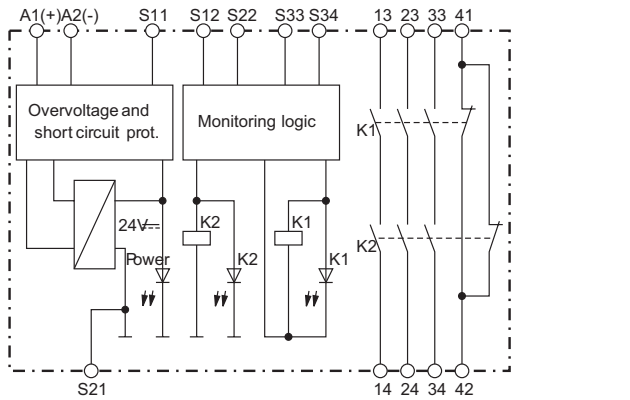 A1(+) A2(-) S11 S12 S22 S33 S34 13 23 33 41
Overvoltage and
short circuit prot.
Monitoring logic
K1
24V
K2
K1
K2
Power
K2
K1
S21
14 24 34 42